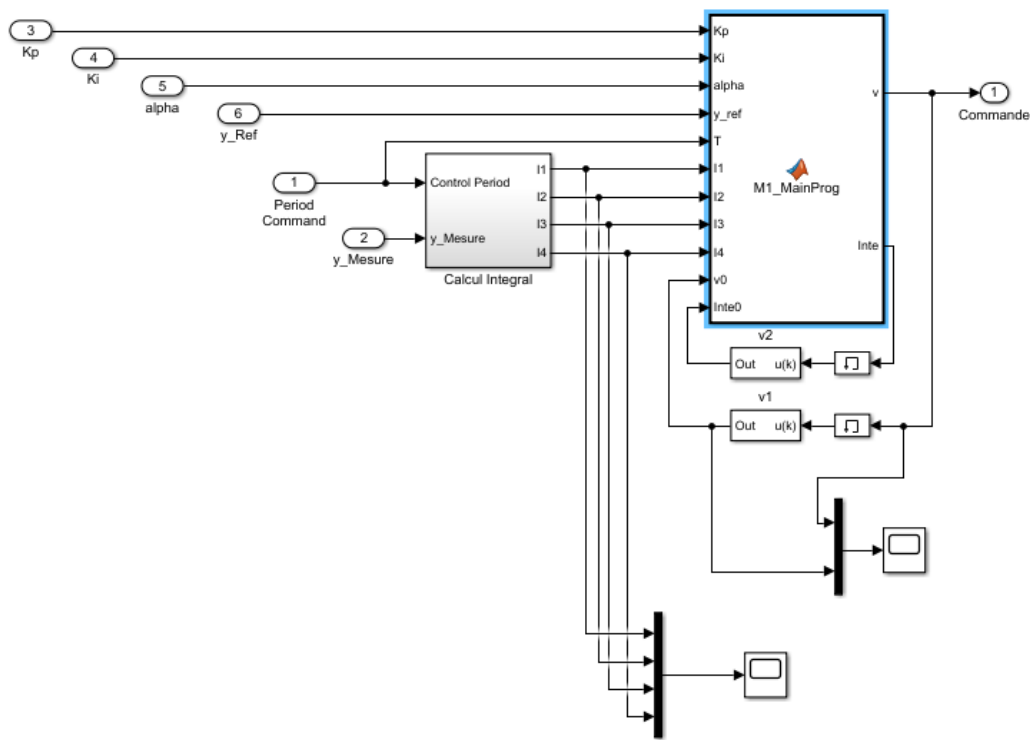 3
Kp
4
Ki
5
alpha
6
y_Ref
1
Period
Command
2
y_Mesure
Control Period
y_Mesure
I1
I2
I3
I4
Calcul Integral
Kp
Ki
alpha
y_ref
T
I1
I2
I3
I4
v0
Inte0
M1_MainProg
v
Inte
1
Commande
v2
Out u(k)
v1
Out u(k)